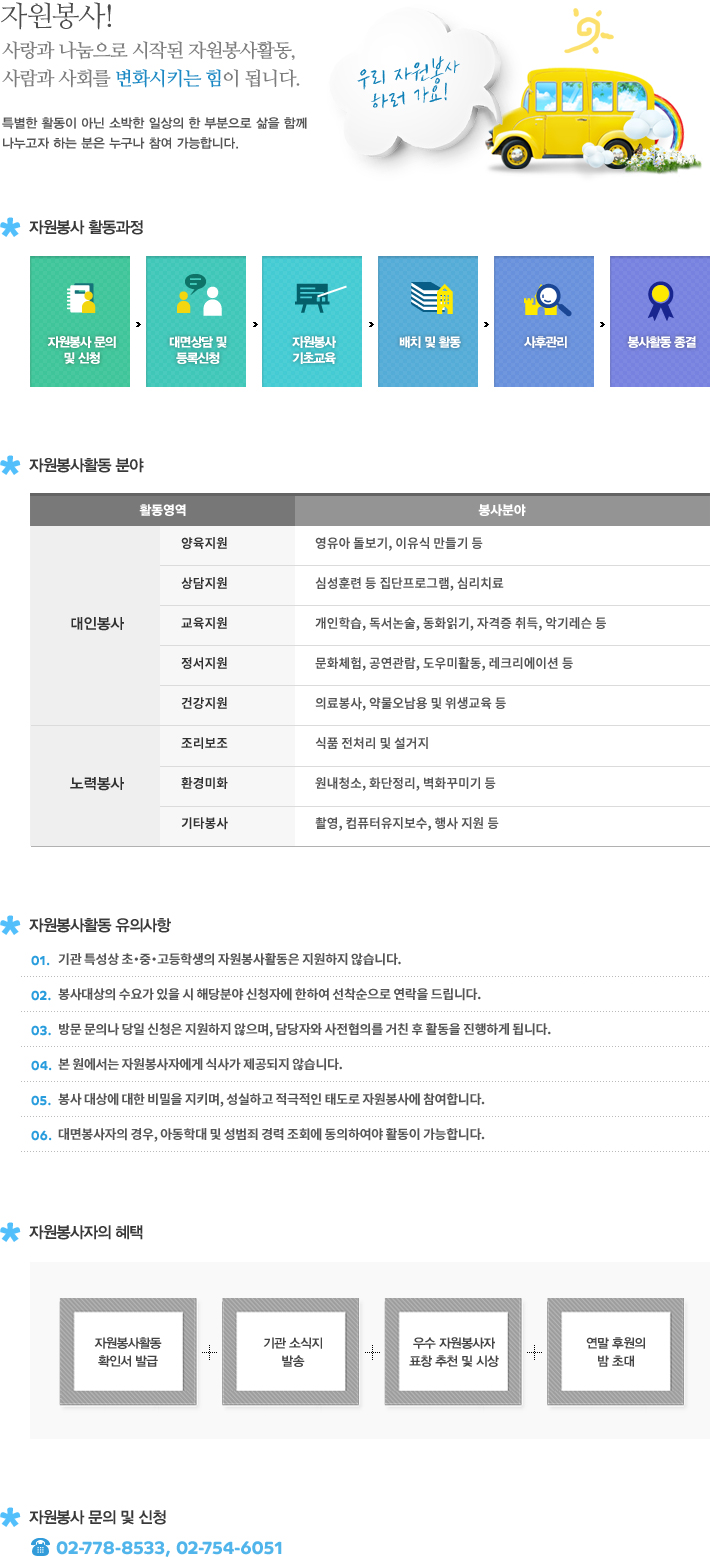 자원봉사!
사랑과 나눔으로 시작된 자원봉사활동,
사람과 사회를 변화시키는 힘이 됩니다.
특별한 활동이 아닌 소박한 일상의 한 부분으로 삶을 함께
나누고자 하는 분은 누구나 참여 가능합니다.
우리 자원봉사
하러 가요!
자원봉사 활동과정
자원봉사 문의
및 신청
대면상담 및
등록신청
자원봉사
기초교육
배치 및 활동
사후관리
봉사활동 종결
자원봉사활동 분야
활동영역 봉사분야
대인봉사
양육지원 영유아 돌보기, 이유식 만들기 등
상담지원 심성훈련 등 집단프로그램, 심리치료
교육지원 개인학습, 독서논술, 동화읽기, 자격증 취득, 악기레슨 등
정서지원 문화체험, 공연관람, 도우미활동, 레크리에이션 등
건강지원 의료봉사, 약물오남용 및 위생교육 등
노력봉사
조리보조 식품 전처리 및 설거지
환경미화 원내청소, 화단정리, 벽화꾸미기 등
기타봉사 촬영, 컴퓨터유지보수, 행사 지원 등
자원봉사활동 유의사항
01. 기관 특성상 초·중·고등학생의 자원봉사활동은 지원하지 않습니다.
02. 봉사대상의 수요가 있을 시 해당분야 신청자에 한하여 선착순으로 연락을 드립니다.
03. 방문 문의나 당일 신청은 지원하지 않으며, 담당자와 사전협의를 거친 후 활동을 진행하게 됩니다.
04. 본 원에서는 자원봉사자에게 식사가 제공되지 않습니다.
05. 봉사 대상에 대한 비밀을 지키며, 성실하고 적극적인 태도로 자원봉사에 참여합니다.
06. 대면봉사자의 경우, 아동학대 및 성범죄 경력 조회에 동의하여야 활동이 가능합니다.
자원봉사자의 혜택
자원봉사활동
확인서 발급
기관 소식지
발송
우수 자원봉사자
표창 추천 및 시상
연말 후원의
밤 초대
자원봉사 문의 및 신청
02-778-8533, 02-754-6051